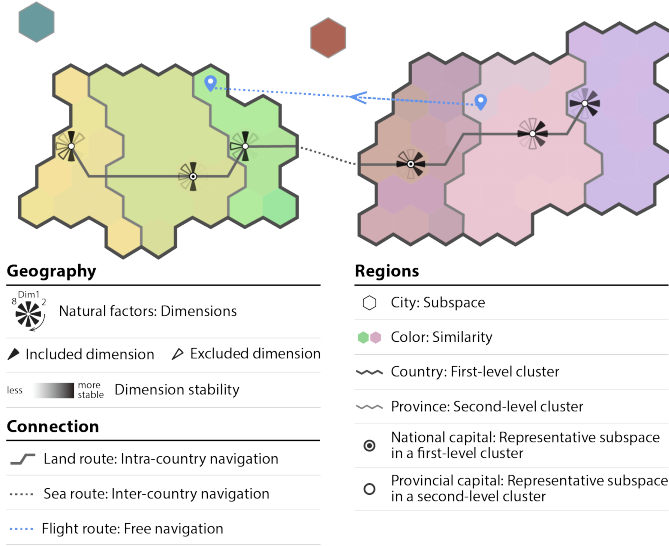 Geography
Dim1
8 2
Natural factors: Dimensions
Included dimension Excluded dimension
less more stable Dimension stability
Connection
Land route: Intra-country navigation
Sea route: Inter-country navigation
Flight route: Free navigation
Regions
City: Subspace
Color: Similarity
Country: First-level cluster
Province: Second-level cluster
National capital: Representative subspace
in a first-level cluster
Provincial capital: Representative subspace
in a second-level cluster